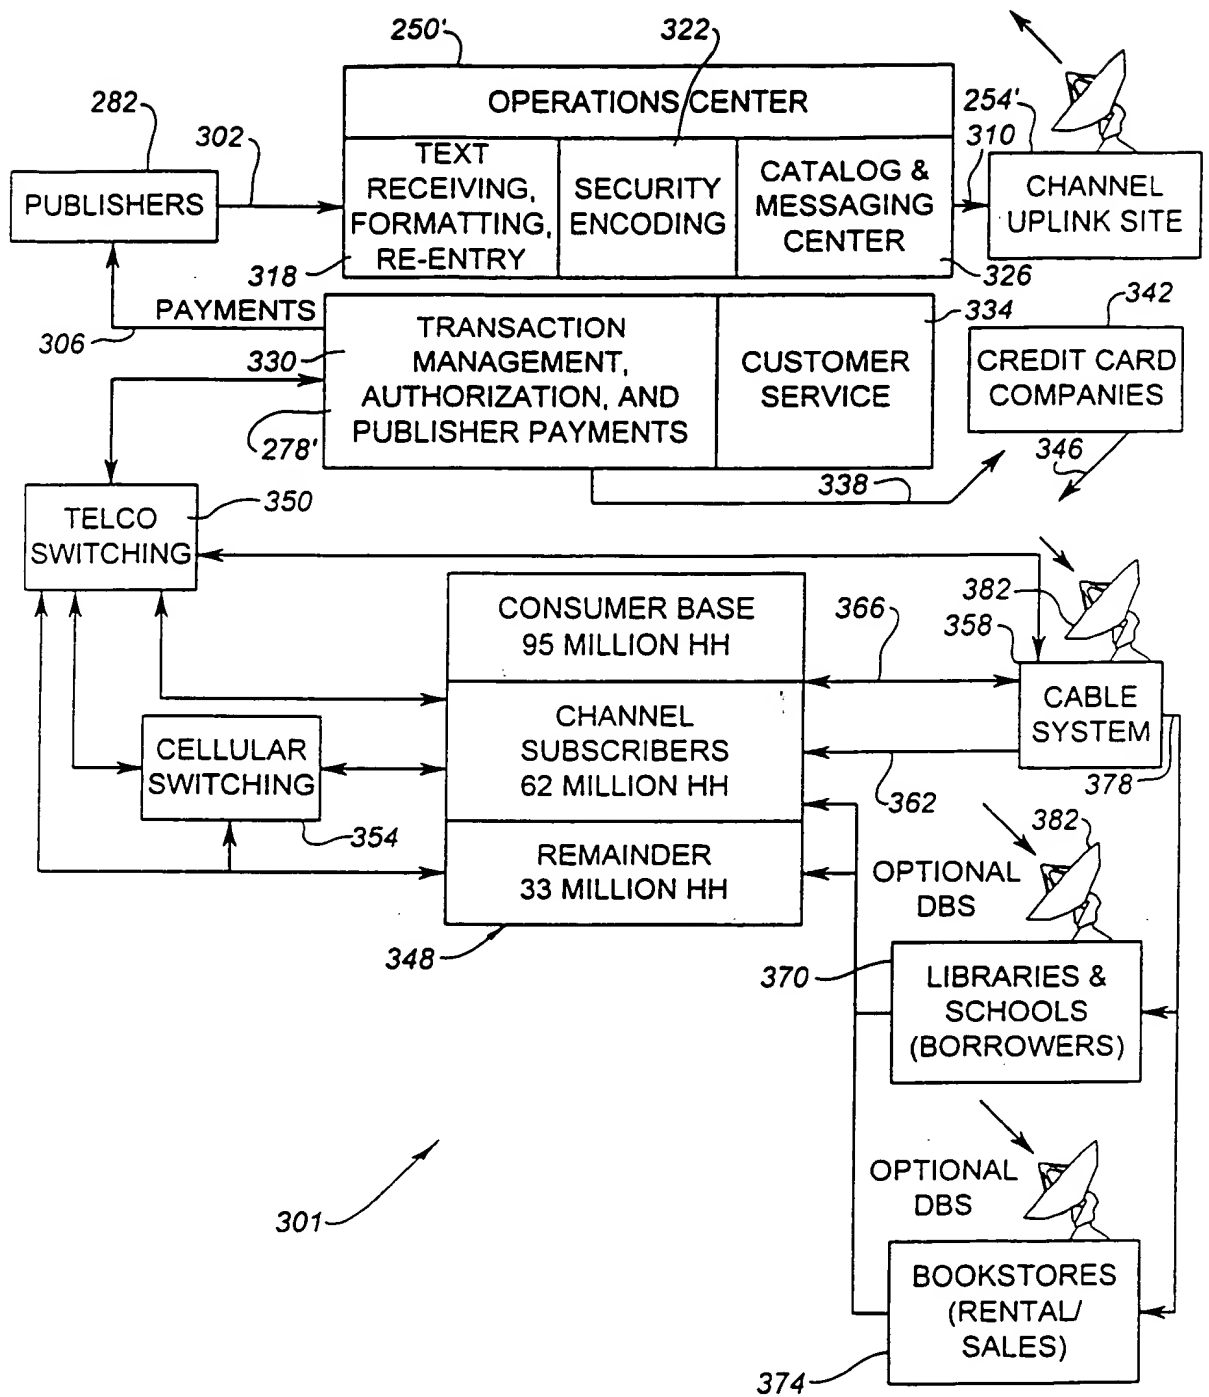 322
250'
OPERATIONS CENTER
282
302
254'
310
PUBLISHERS
TEXT
RECEIVING,
FORMATTING,
RE-ENTRY
318
SECURITY
ENCODING
CATALOG &
MESSAGING
CENTER
326
CHANNEL
UPLINK SITE
PAYMENTS
306
330
TRANSACTION
MANAGEMENT,
AUTHORIZATION, AND
PUBLISHER PAYMENTS
278'
CUSTOMER
SERVICE
334
342
CREDIT CARD
COMPANIES
346
338
350
TELCO
SWITCHING
CONSUMER BASE
95 MILLION HH
366
382
358
CABLE
SYSTEM
CHANNEL
SUBSCRIBERS
62 MILLION HH
362
378
CELLULAR
SWITCHING
354
REMAINDER
33 MILLION HH
348
382
OPTIONAL
DBS
370
LIBRARIES &
SCHOOLS
(BORROWERS)
301
OPTIONAL
DBS
BOOKSTORES
(RENTAL/
SALES)
374